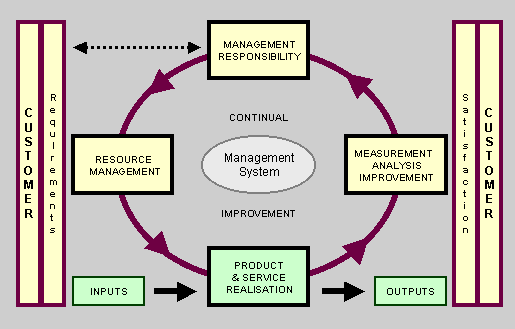 CUSTOMER
Requirements
MANAGEMENT
RESPONSIBILITY
Satisfaction
CUSTOMER
CONTINUAL
RESOURCE
MANAGEMENT
Management
System
MEASUREMENT
ANALYSIS
IMPROVEMENT
IMPROVEMENT
PRODUCT
& SERVICE
REALISATION
INPUTS
OUTPUTS